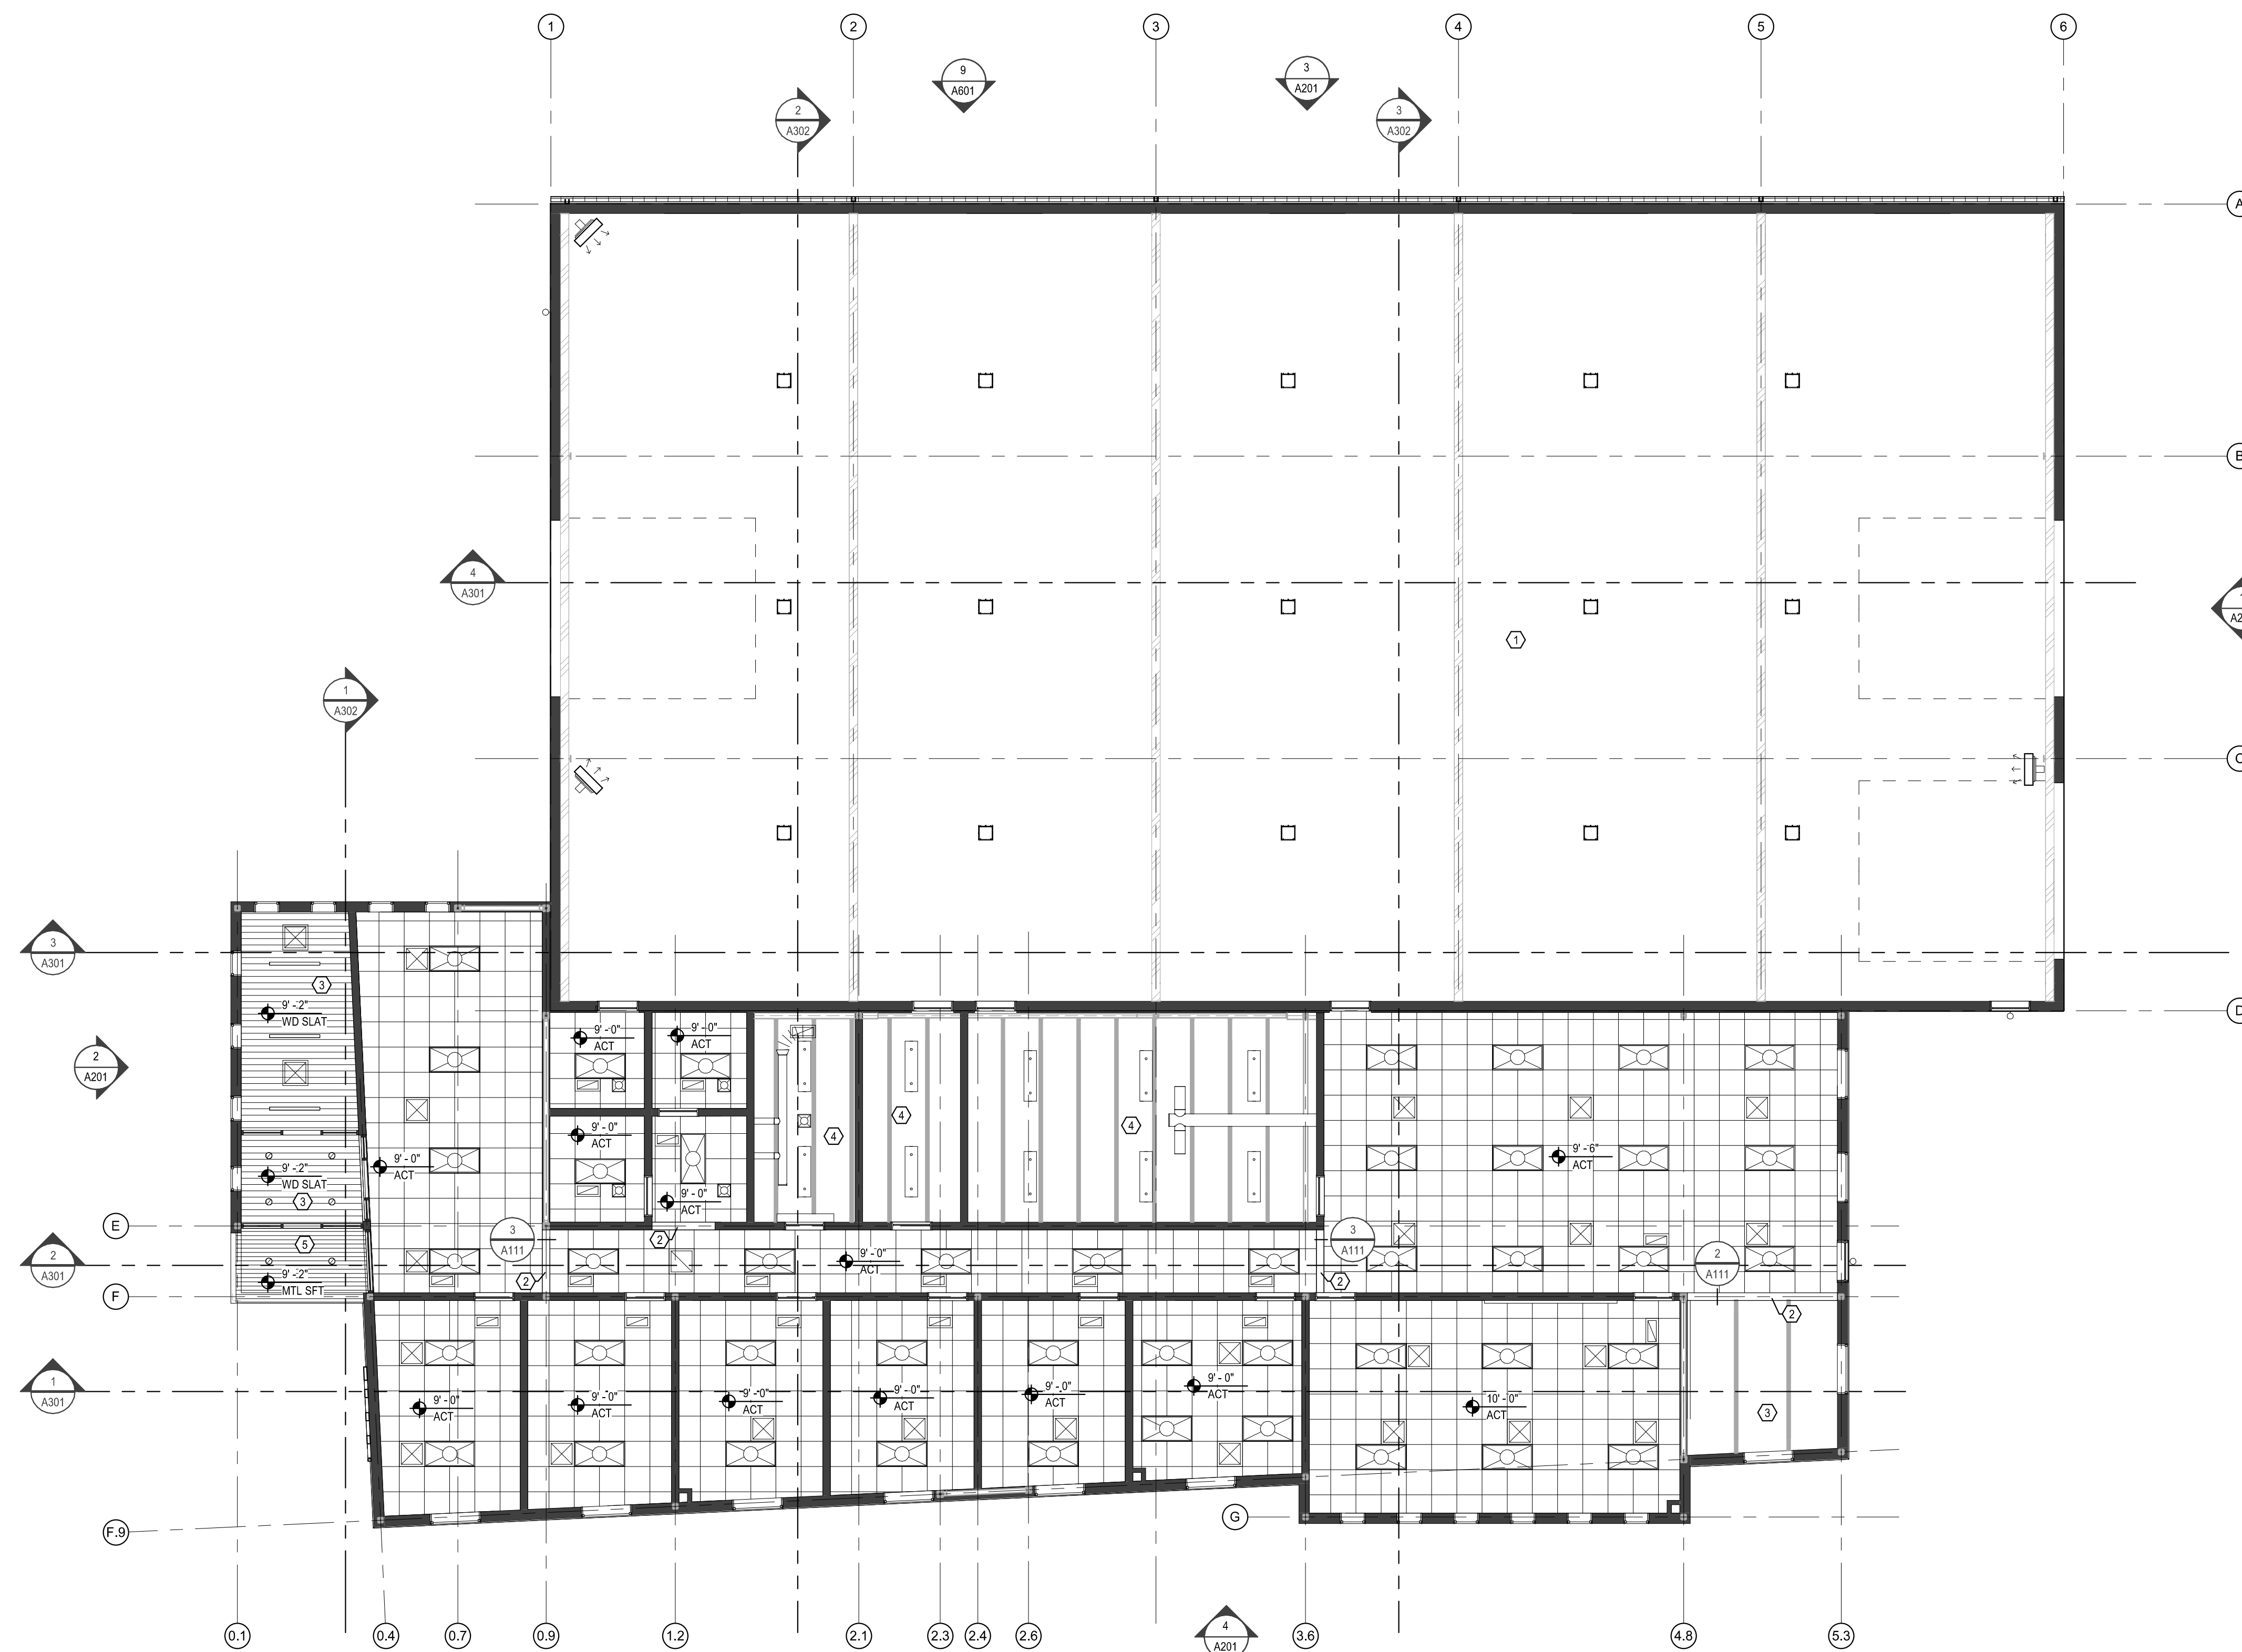 1
2
3
4
5
6
9
A601
3
A201
2
A302
3
A302
A
B
4
A301
1
1
A302
C
3
A301
3
9' - 2"
WD SLAT
D
9' - 0"
ACT
9' - 0"
ACT
2
A201
4
4
4
9' - 0"
ACT
9' - 0"
ACT
9' - 2"
WD SLAT
3
9' - 0"
ACT
9' - 6"
ACT
E
5
3
A111
2
3
A111
2
A301
9' - 2"
MTL SFT
2
9' - 0"
ACT
2
2
A111
F
2
1
A301
9' - 0"
ACT
9' - 0"
ACT
9' - 0"
ACT
9' - 0"
ACT
9' - 0"
ACT
9' - 0"
ACT
10' - 0"
ACT
3
F.9
G
0.1
0.4
0.7
0.9
1.2
2.1
2.3
2.4
2.6
4
A201
3.6
4.8
5.3